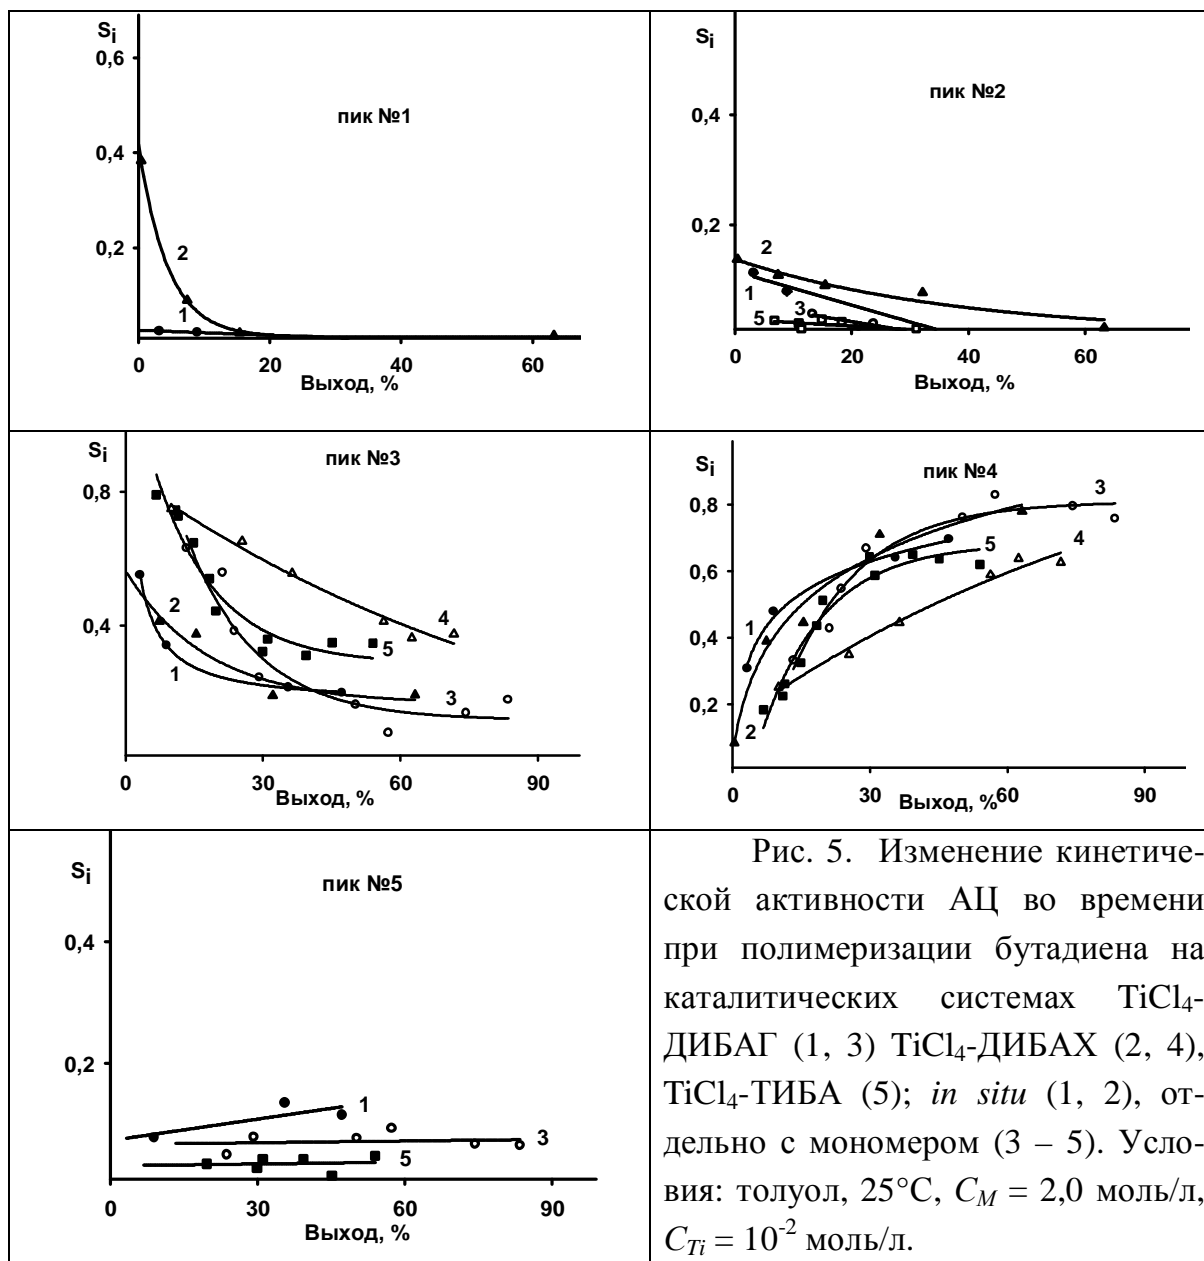 Si
0,6
0,4
0,2
пик №1
2
1
0
20
40
60
Выход, %
Si
0,4
0,2
пик №2
2
1
3
5
0
20
40
60
Выход, %
Si
0,8
0,4
пик №3
2
1
4
5
3
0
30
60
90
Выход, %
Si
0,8
0,6
0,4
0,2
пик №4
3
5
4
1
2
0
30
60
90
Выход, %
Si
0,4
0,2
пик №5
1
3
5
0
30
60
90
Выход, %
Рис. 5. Изменение кинетиче-
ской активности АЦ во времени
при полимеризации бутадиена на
каталитических системах TiCl4-
ДИБАГ (1, 3) TiCl4-ДИБАХ (2, 4),
TiCl4-ТИБА (5); in situ (1, 2), от-
дельно с мономером (3 – 5). Усло-
вия: толуол, 25°С, CM = 2,0 моль/л,
CTi = 10-2 моль/л.